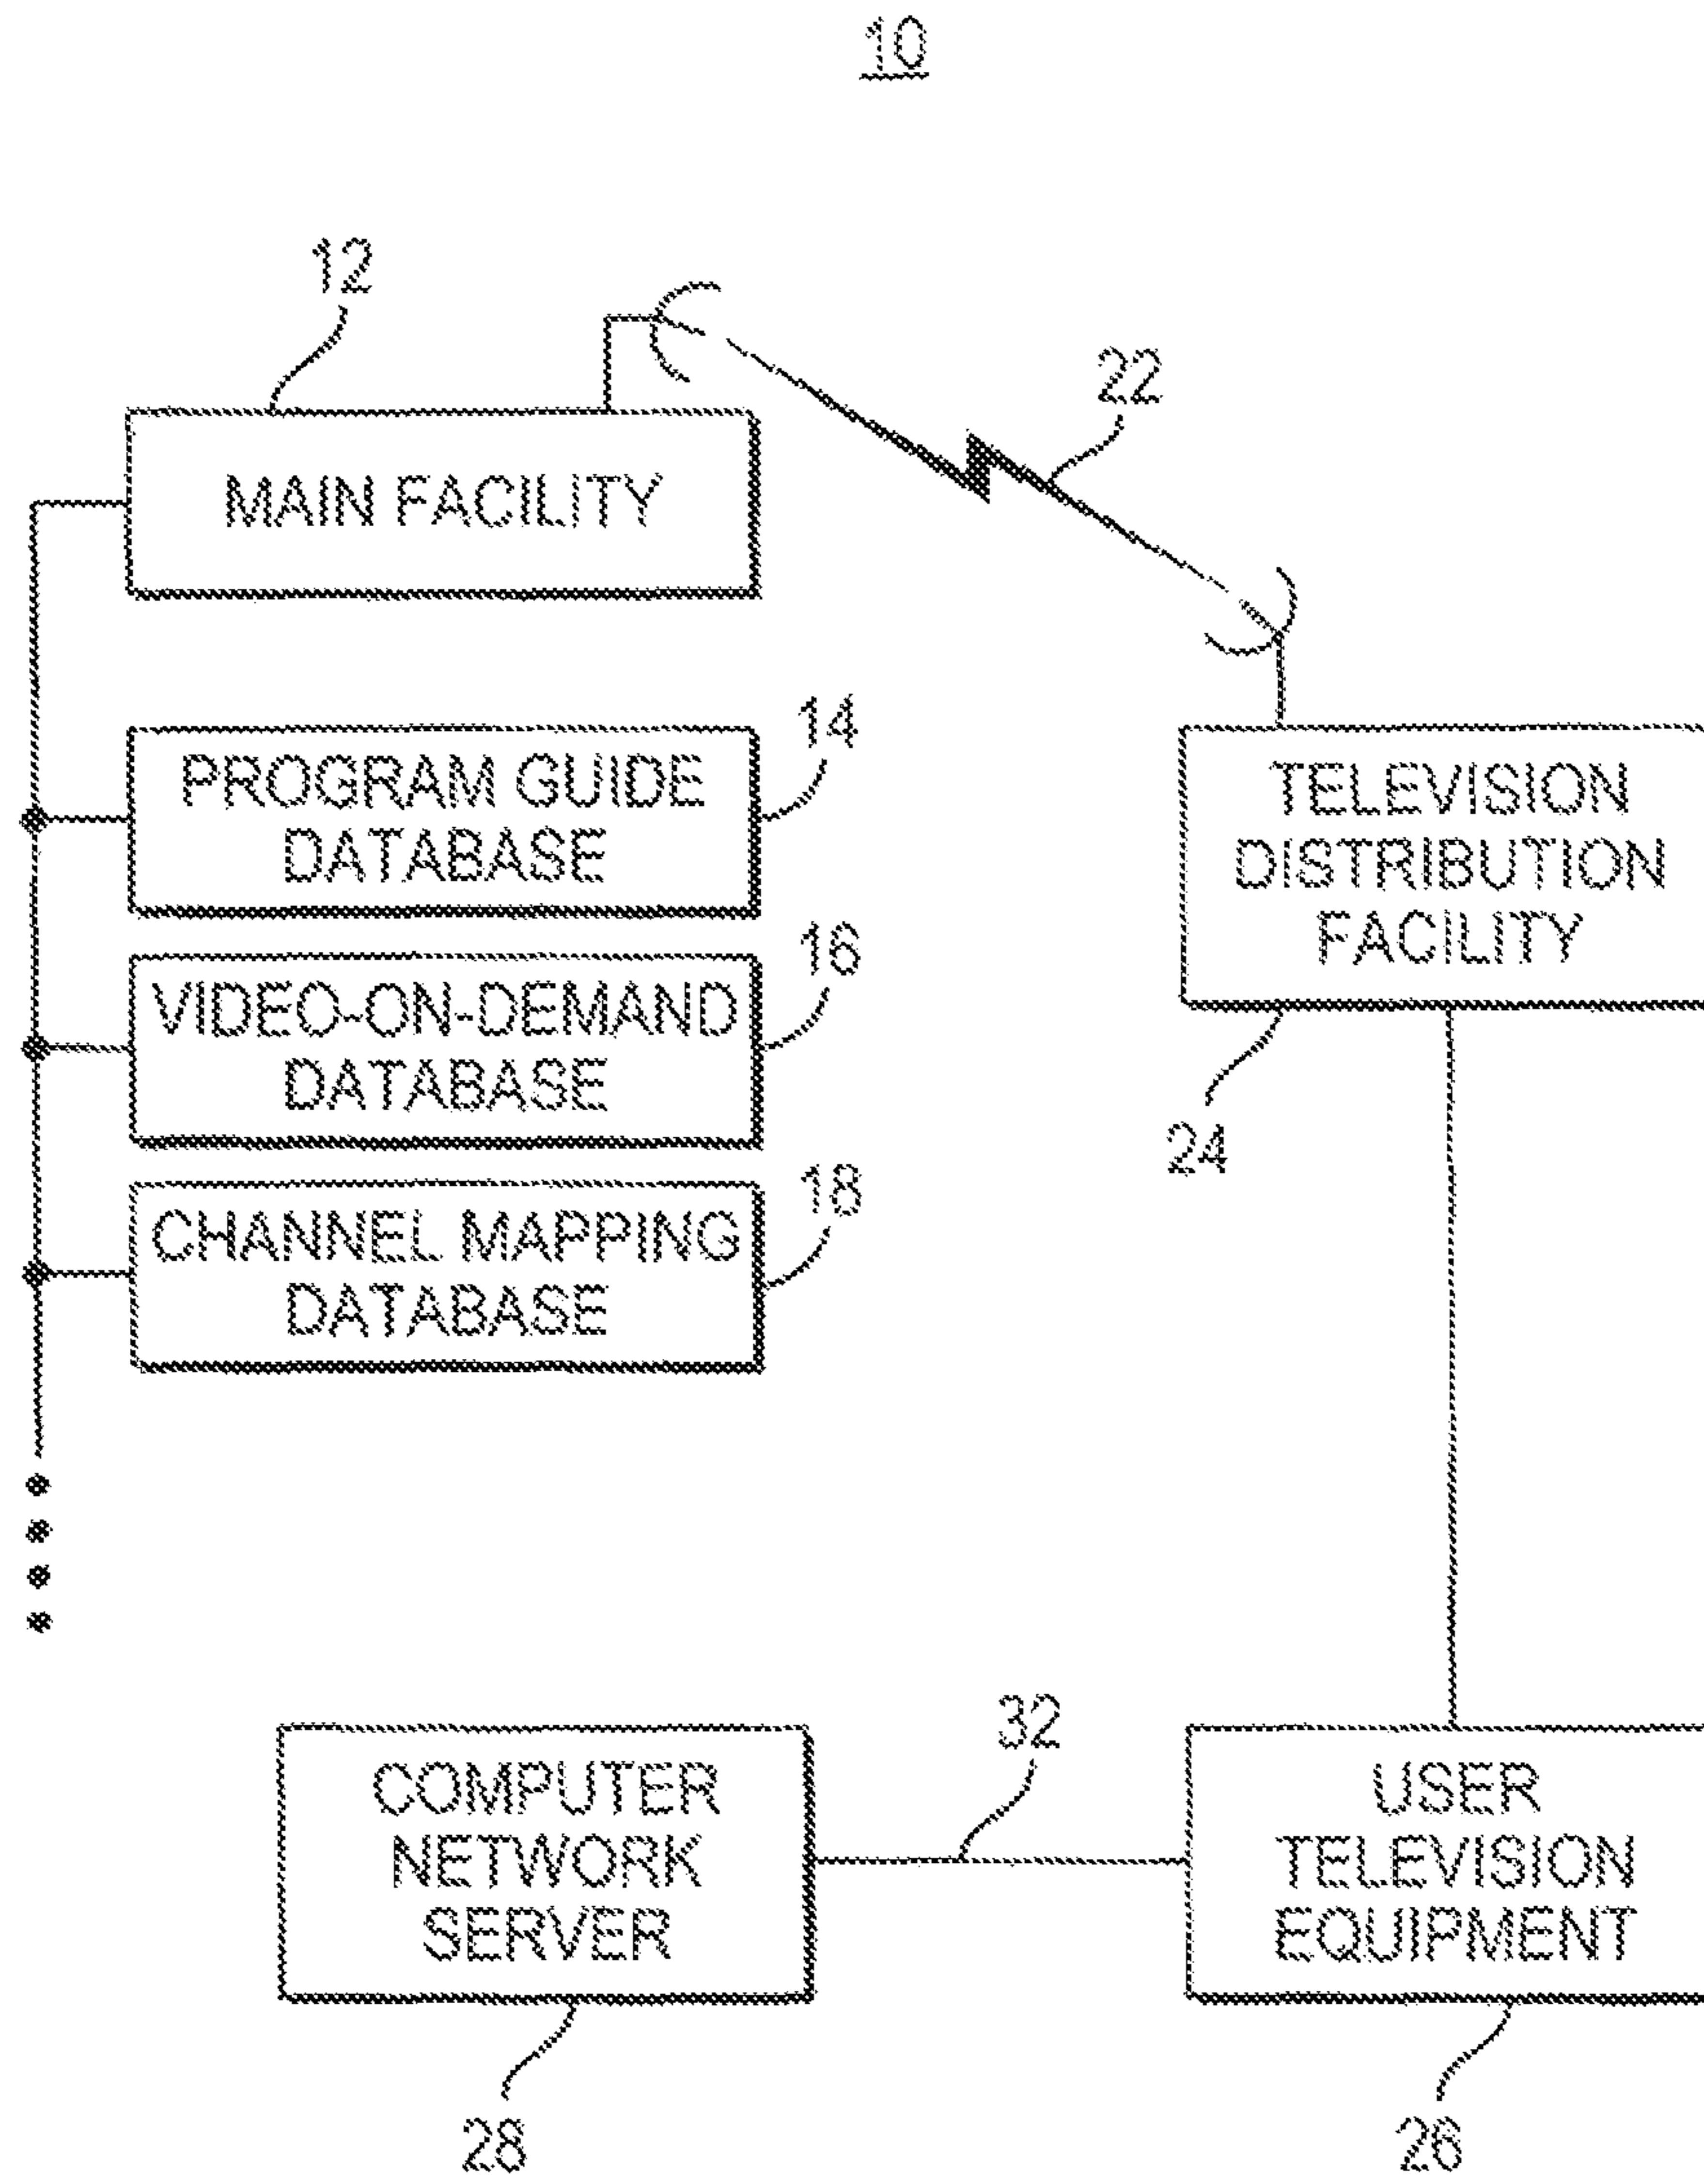 10
12
22
MAIN FACILITY
14
PROGRAM GUIDE
DATABASE
16
VIDEO-ON-DEMAND
DATABASE
18
CHANNEL MAPPING
DATABASE
TELEVISION
DISTRIBUTION
FACILITY
24
32
COMPUTER
NETWORK
SERVER
28
USER
TELEVISION
EQUIPMENT
26